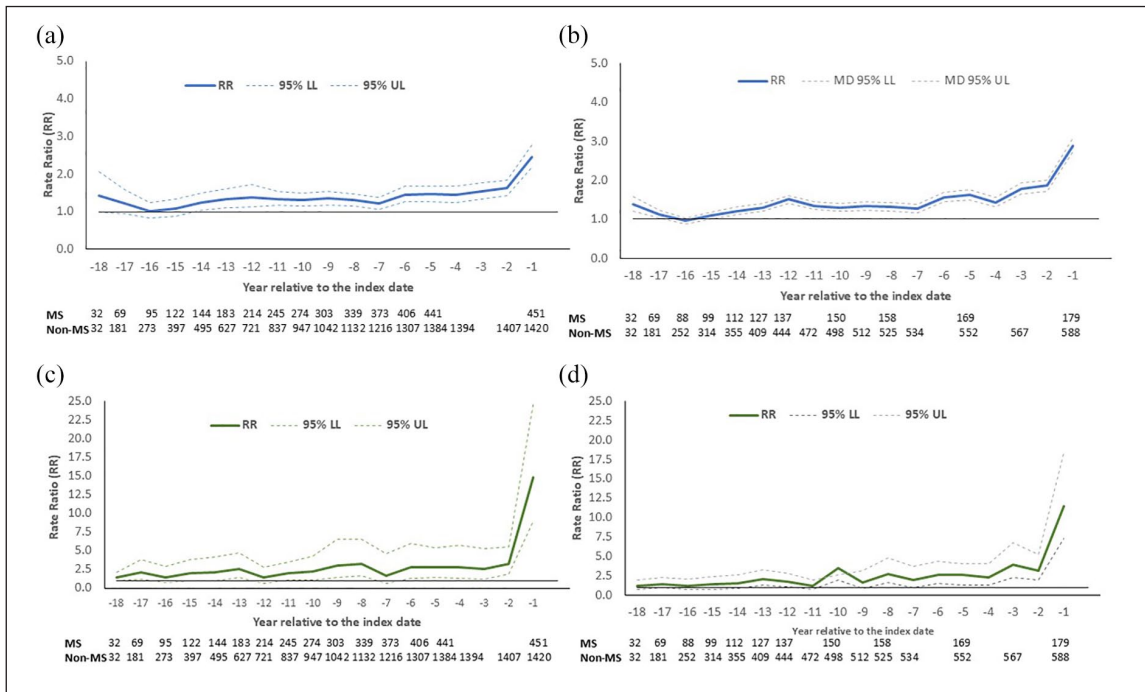 (a)
5.0
RR 95% LL 95% UL
4.0
3.0
2.0
1.0
0.0
Rate Ratio (RR)
-18 -17 -16 -15 -14 -13 -12 -11 -10 -9 -8 -7 -6 -5 -4 -3 -2 -1
Year relative to the index date
MS 32 69 95 122 144 183 214 245 274 303 339 373 406 441 451
Non-MS 32 181 273 397 495 627 721 837 947 1042 1132 1216 1307 1384 1394 1407 1420
(b)
5.0
RR MD 95% LL MD 95% UL
4.0
3.0
2.0
1.0
0.0
Rate Ratio (RR)
-18 -17 -16 -15 -14 -13 -12 -11 -10 -9 -8 -7 -6 -5 -4 -3 -2 -1
Year relative to the index date
MS 32 69 88 99 112 127 137 150 158 169 179
Non-MS 32 181 252 314 355 409 444 472 498 512 525 534 552 567 588
(c)
25.0
22.5
RR 95% LL 95% UL
20.0
17.5
15.0
12.5
10.0
7.5
5.0
2.5
0.0
Rate Ratio (RR)
-18 -17 -16 -15 -14 -13 -12 -11 -10 -9 -8 -7 -6 -5 -4 -3 -2 -1
Year relative to the index date
MS 32 69 95 122 144 183 214 245 274 303 339 373 406 441 451
Non-MS 32 181 273 397 495 627 721 837 947 1042 1132 1216 1307 1384 1394 1407 1420
(d)
25.0
22.5
RR 95% LL 95% UL
20.0
17.5
15.0
12.5
10.0
7.5
5.0
2.5
0.0
Rate Ratio (RR)
-18 -17 -16 -15 -14 -13 -12 -11 -10 -9 -8 -7 -6 -5 -4 -3 -2 -1
Year relative to the index date
MS 32 69 88 99 112 127 137 150 158 169 179
Non-MS 32 181 252 314 355 409 444 472 498 512 525 534 552 567 588